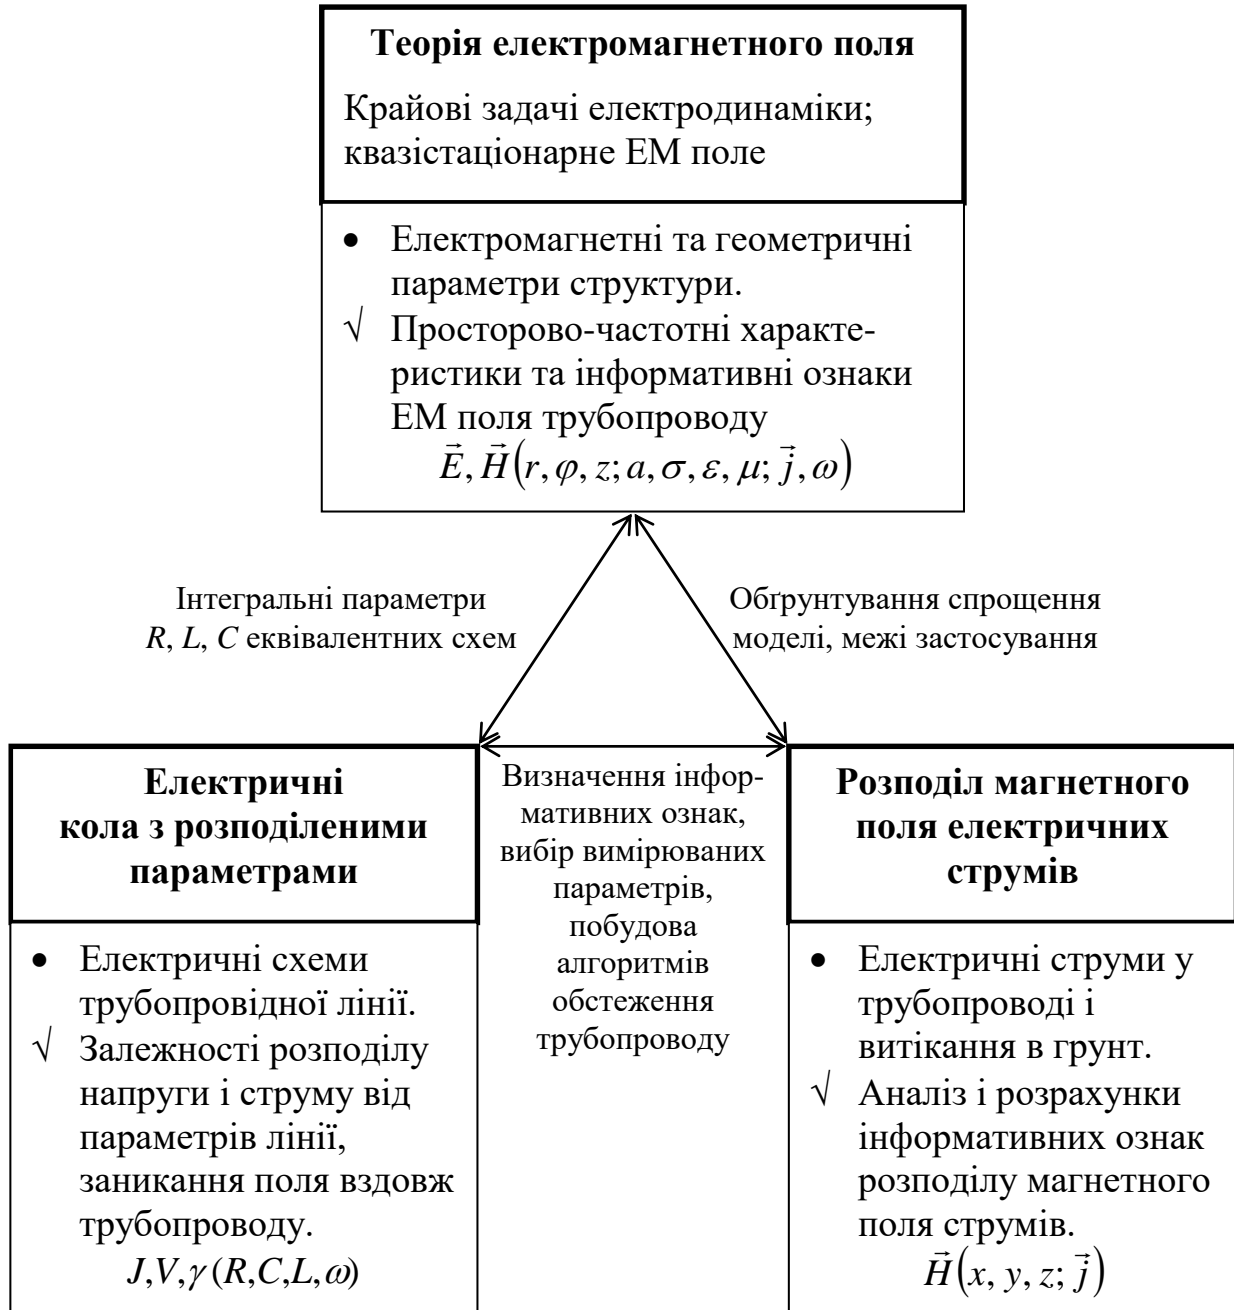 Теорія електромагнетного поля
Крайові задачі електродинаміки;
квазістаціонарне ЕМ поле
• Електромагнетні та геометричні
параметри структури.
√ Просторово-частотні характе-
ристики та інформативні ознаки
ЕМ поля трубопроводу
E⃗, H⃗(r, φ, z; a, σ, ε, μ; j⃗, ω)
Інтегральні параметри
R, L, C еквівалентних схем
Обґрунтування спрощення
моделі, межі застосування
Електричні
кола з розподіленими
параметрами
• Електричні схеми
трубопровідної лінії.
√ Залежності розподілу
напруги і струму від
параметрів лінії,
заникання поля вздовж
трубопроводу.
J,V,γ (R,C,L,ω)
Визначення інфор-
мативних ознак,
вибір вимірюваних
параметрів,
побудова
алгоритмів
обстеження
трубопроводу
Розподіл магнетного
поля електричних
струмів
• Електричні струми у
трубопроводі і
витікання в грунт.
√ Аналіз і розрахунки
інформативних ознак
розподілу магнетного
поля струмів.
H⃗(x, y, z; j⃗)